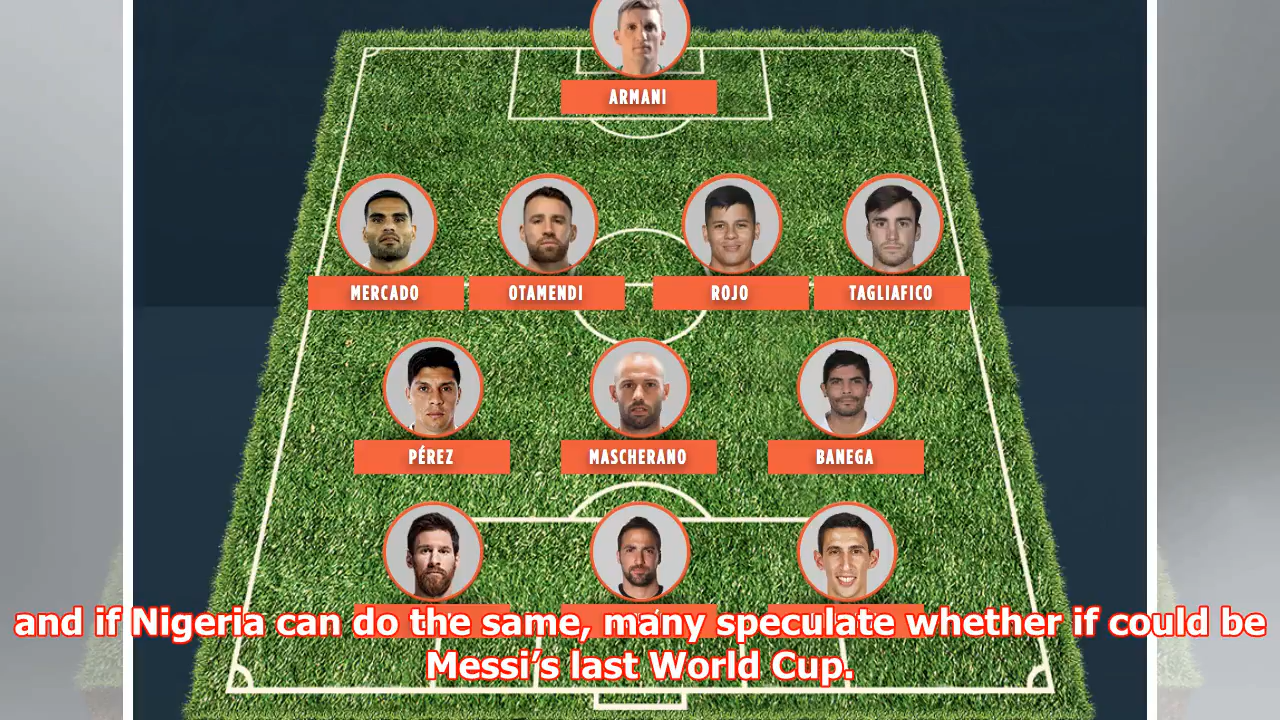 ARMANI
MERCADO
OTAMENDI
ROJO
TAGLIAFICO
PÉREZ
MASCHERANO
BANEGA
and if Nigeria can do the same, many speculate whether if could be
Messi’s last World Cup.